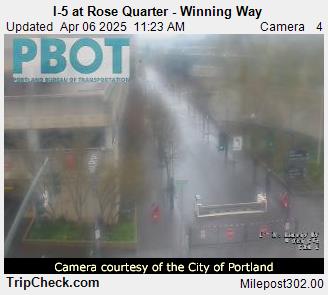 I-5 at Rose Quarter - Winning Way
Updated Apr 06 2025 11:23 AM Camera 4
PBOT
PORTLAND BUREAU OF TRANSPORTATION
Camera courtesy of the City of Portland
TripCheck.com Milepost302.00